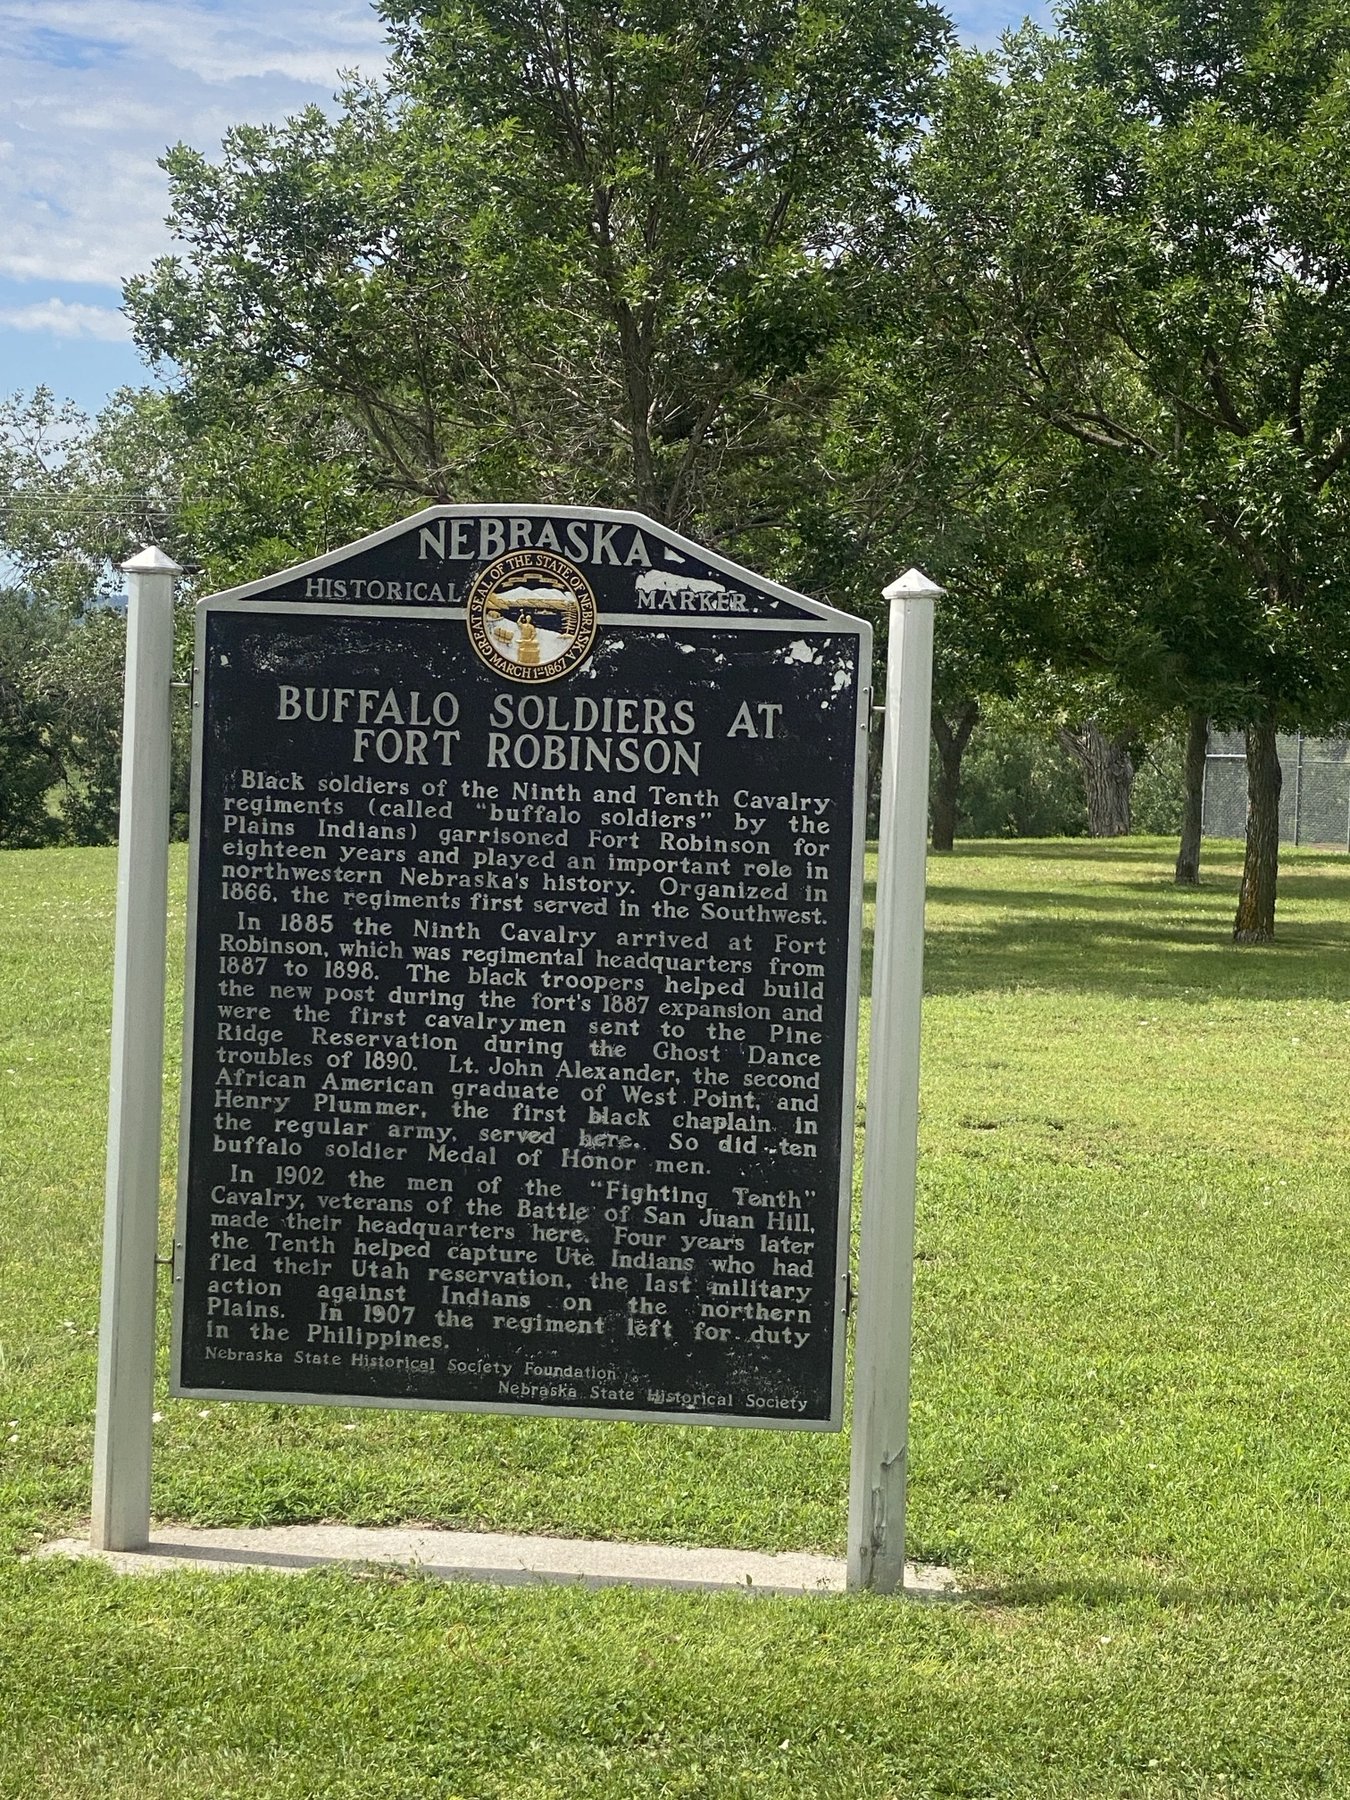 NEBRASKA
HISTORICAL MARKER
GREAT SEAL OF THE STATE OF NEBRASKA
MARCH 1ST 1867
BUFFALO SOLDIERS AT
FORT ROBINSON
Black soldiers of the Ninth and Tenth Cavalry
regiments (called "buffalo soldiers" by the
Plains Indians) garrisoned Fort Robinson for
eighteen years and played an important role in
northwestern Nebraska's history. Organized in
1866, the regiments first served in the Southwest.
In 1885 the Ninth Cavalry arrived at Fort
Robinson, which was regimental headquarters from
1887 to 1898. The black troopers helped build
the new post during the fort's 1887 expansion and
were the first cavalrymen sent to the Pine
Ridge Reservation during the Ghost Dance
troubles of 1890. Lt. John Alexander, the second
African American graduate of West Point, and
Henry Plummer, the first black chaplain in
the regular army, served here. So did ten
buffalo soldier Medal of Honor men.
In 1902 the men of the "Fighting Tenth"
Cavalry, veterans of the Battle of San Juan Hill,
made their headquarters here. Four years later
the Tenth helped capture Ute Indians who had
fled their Utah reservation, the last military
action against Indians on the northern
Plains. In 1907 the regiment left for duty
in the Philippines.
Nebraska State Historical Society Foundation
Nebraska State Historical Society